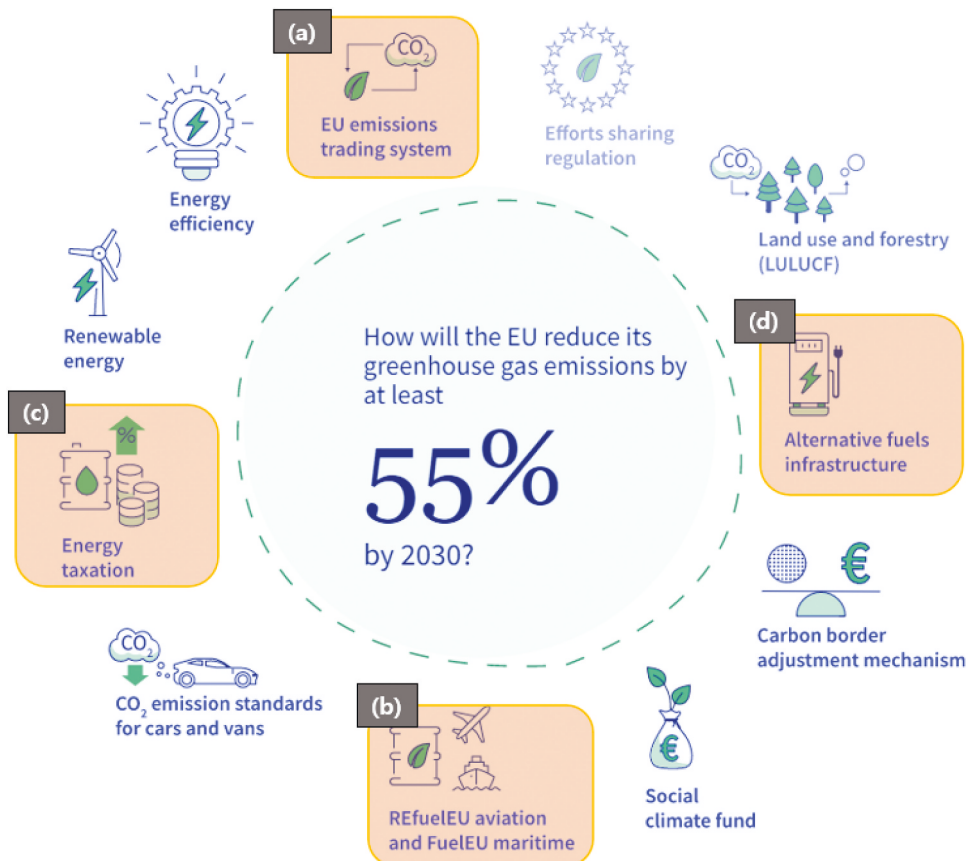 (a)
CO2
EU emissions
trading system
Efforts sharing
regulation
CO2
Land use and forestry
(LULUCF)
Energy
efficiency
Renewable
energy
(d)
Alternative fuels
infrastructure
How will the EU reduce its
greenhouse gas emissions by
at least
55%
by 2030?
(c)
%
Energy
taxation
€
Carbon border
adjustment mechanism
CO2
CO2 emission standards
for cars and vans
(b)
REfuelEU aviation
and FuelEU maritime
€
Social
climate fund